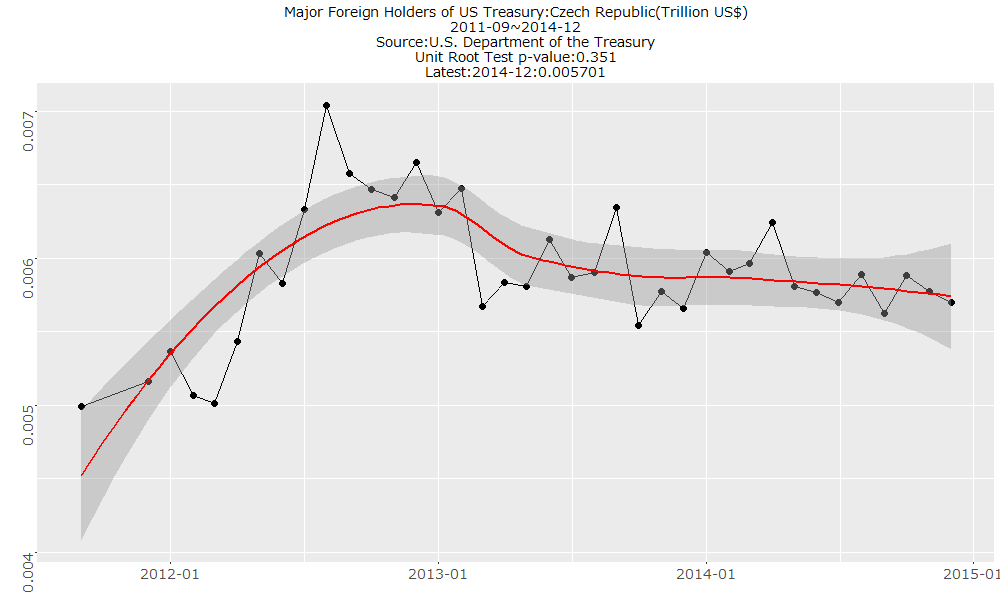 Major Foreign Holders of US Treasury:Czech Republic(Trillion US$)
2011-09~2014-12
Source:U.S. Department of the Treasury
Unit Root Test p-value:0.351
Latest:2014-12:0.005701
0.007
0.006
0.005
0.004
2012-01
2013-01
2014-01
2015-01